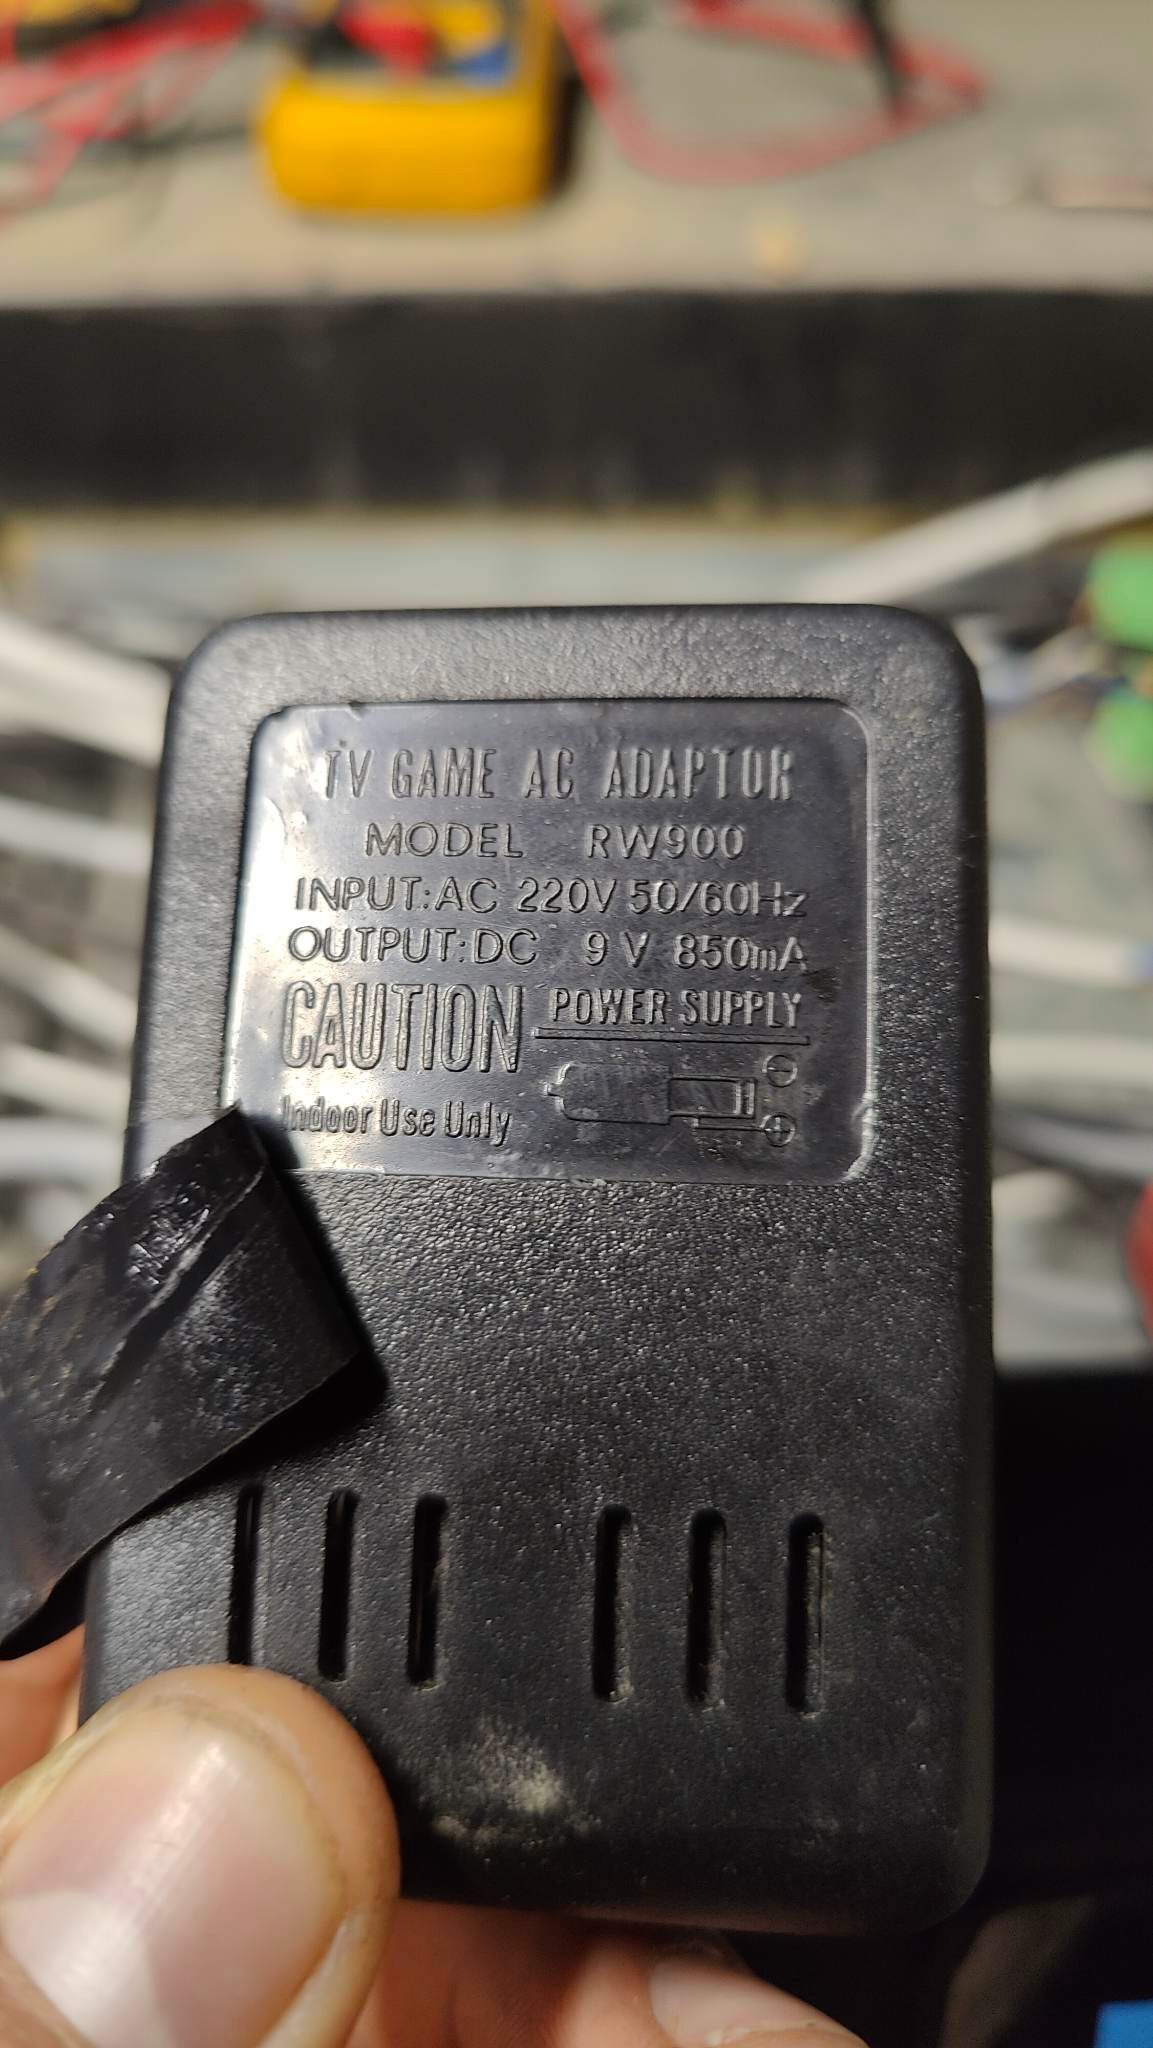 TV GAME AC ADAPTOR
MODEL RW900
INPUT:AC 220V 50/60Hz
OUTPUT:DC 9V 850mA
CAUTION POWER SUPPLY
Indoor Use Only
⊖
⊕